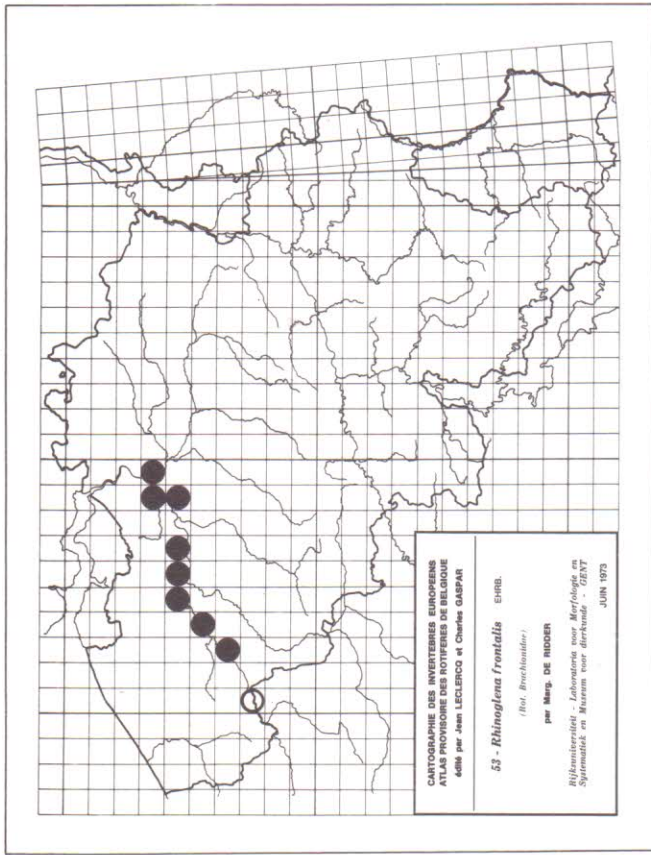 CARTOGRAPHIE DES INVERTEBRES EUROPEENS
ATLAS PROVISOIRE DES ROTIFERES DE BELGIQUE
édité par Jean LECLERCQ et Charles GASPAR
53 - Rhinoglena frontalis EHRB.
(Rot. Brachionidae)
par Marg. DE RIDDER
Rijksuniversiteit - Laboratoria voor Morfologie en
Systematiek en Museum voor dierkunde - GENT
JUIN 1973